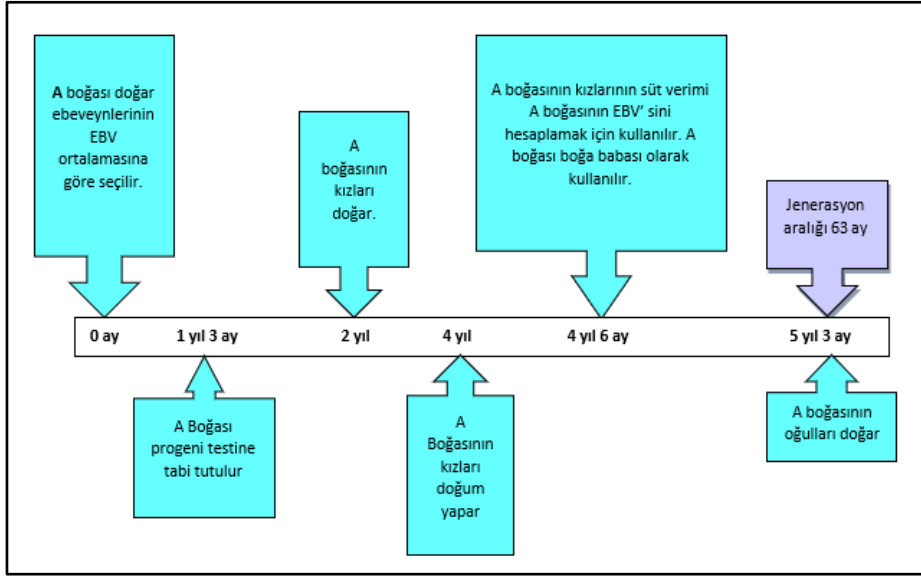 A boğası doğar
ebeveynlerinin
EBV
ortalamasına
göre seçilir.
A
boğasının
kızları
doğar.
A boğasının kızlarının süt verimi
A boğasının EBV’ sini
hesaplamak için kullanılır. A
boğası boğa babası olarak
kullanılır.
Jenerasyon
aralığı 63 ay
0 ay 1 yıl 3 ay 2 yıl 4 yıl 4 yıl 6 ay 5 yıl 3 ay
A Boğası
progeni testine
tabi tutulur
A
Boğasının
kızları
doğum
yapar
A boğasının
oğulları doğar